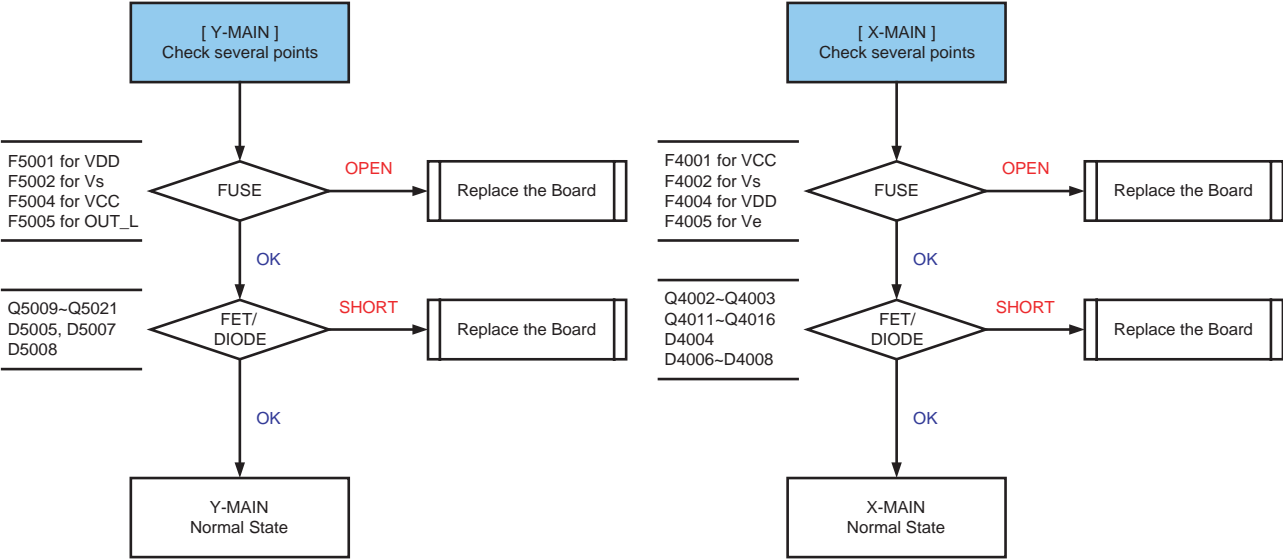 [ Y-MAIN ]
Check several points
F5001 for VDD
F5002 for Vs
F5004 for VCC
F5005 for OUT_L
FUSE
OPEN
Replace the Board
OK
Q5009~Q5021
D5005, D5007
D5008
FET/
DIODE
SHORT
Replace the Board
OK
Y-MAIN
Normal State
[ X-MAIN ]
Check several points
F4001 for VCC
F4002 for Vs
F4004 for VDD
F4005 for Ve
FUSE
OPEN
Replace the Board
OK
Q4002~Q4003
Q4011~Q4016
D4004
D4006~D4008
FET/
DIODE
SHORT
Replace the Board
OK
X-MAIN
Normal State